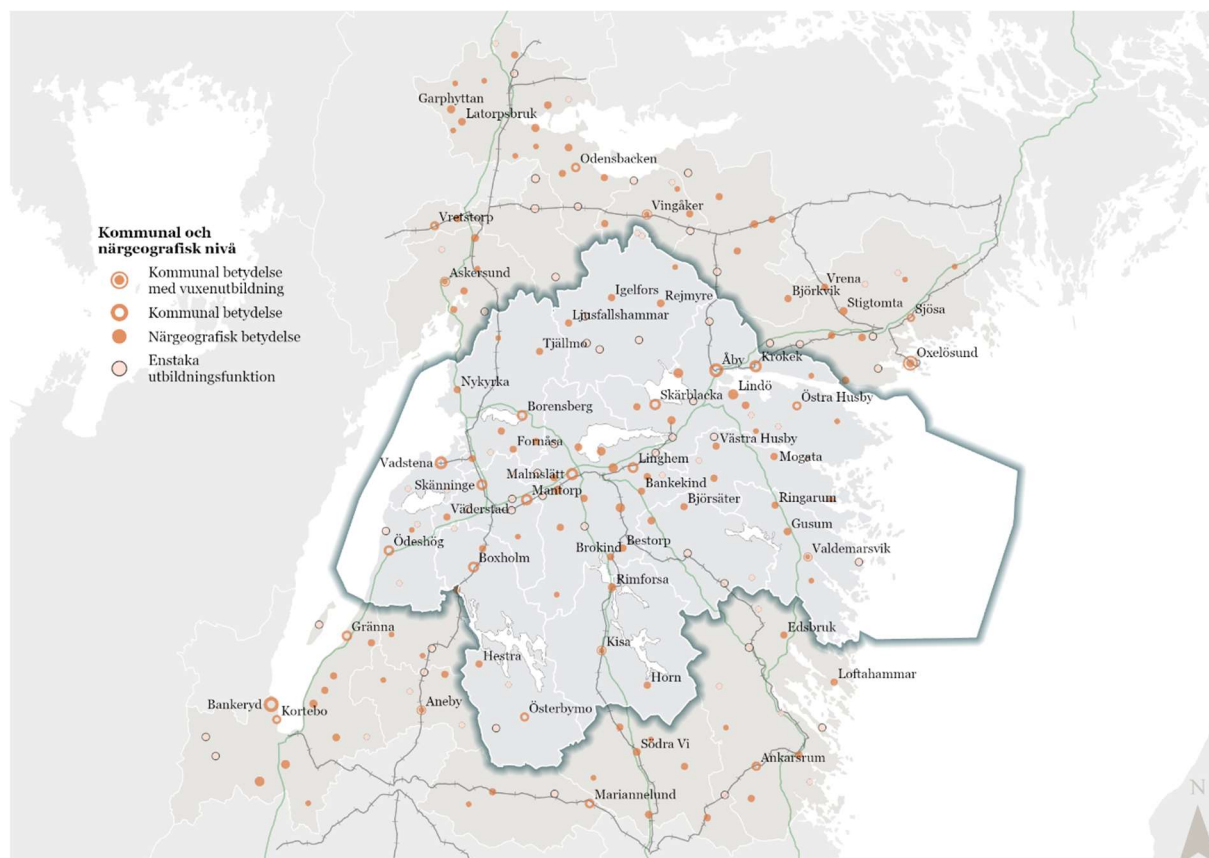 Garphyttan
Latorpsbruk
Odensbacken
Vretstorp
Vingåker
Kommunal och
närgeografisk nivå
Kommunal betydelse
med vuxenutbildning
Kommunal betydelse
Närgeografisk betydelse
Enstaka
utbildningsfunktion
Askersund
Vrena
Björkvik
Stigtomta
Sjösa
Igelfors
Rejmyre
Ljusfallshammar
Tjällmo
Oxelösund
Åby
Krokek
Nykyrka
Lindö
Skärblacka
Östra Husby
Borensberg
Fornåsa
Västra Husby
Vadstena
Linghem
Mogata
Malmslätt
Skänninge
Bankekind
Mantorp
Björsäter
Ringarum
Väderstad
Gusum
Ödeshög
Brokind
Bestorp
Valdemarsvik
Boxholm
Rimforsa
Gränna
Edsbruk
Kisa
Hestra
Loftahammar
Horn
Bankeryd
Kortebo
Aneby
Österbymo
Södra Vi
Ankarsrum
Mariannelund
N